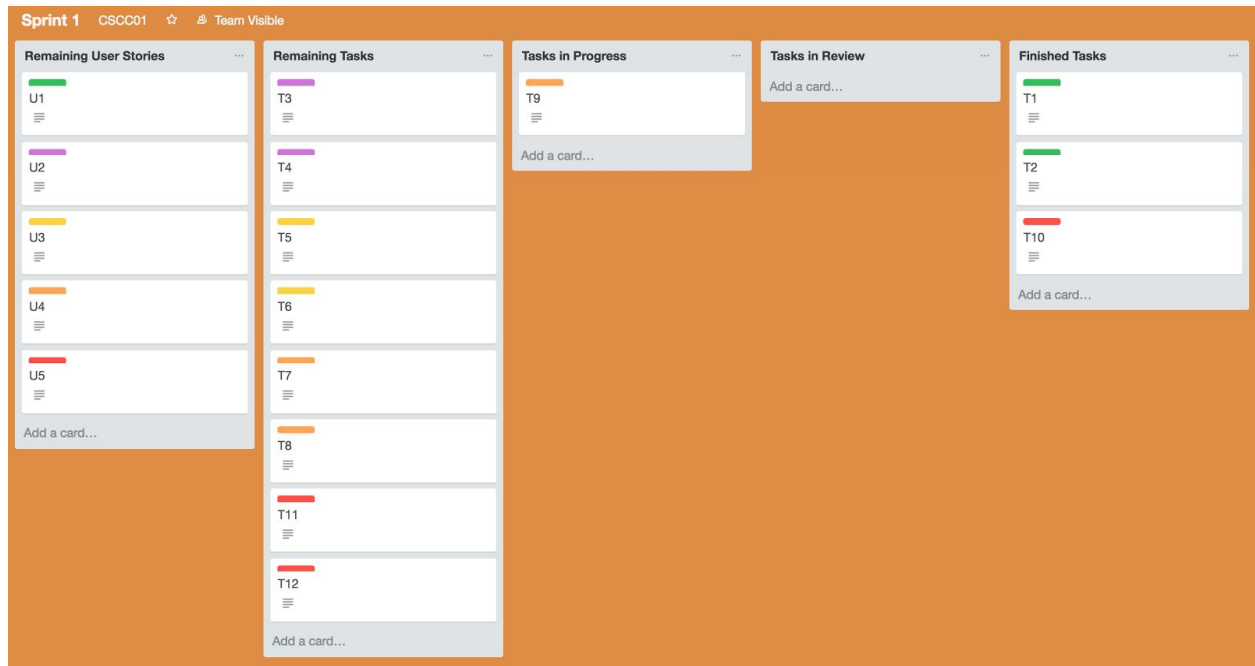 Sprint 1 CSCC01 Team Visible
Remaining User Stories
U1
U2
U3
U4
U5
Add a card…
Remaining Tasks
T3
T4
T5
T6
T7
T8
T11
T12
Add a card…
Tasks in Progress
T9
Add a card…
Tasks in Review
Add a card…
Finished Tasks
T1
T2
T10
Add a card…